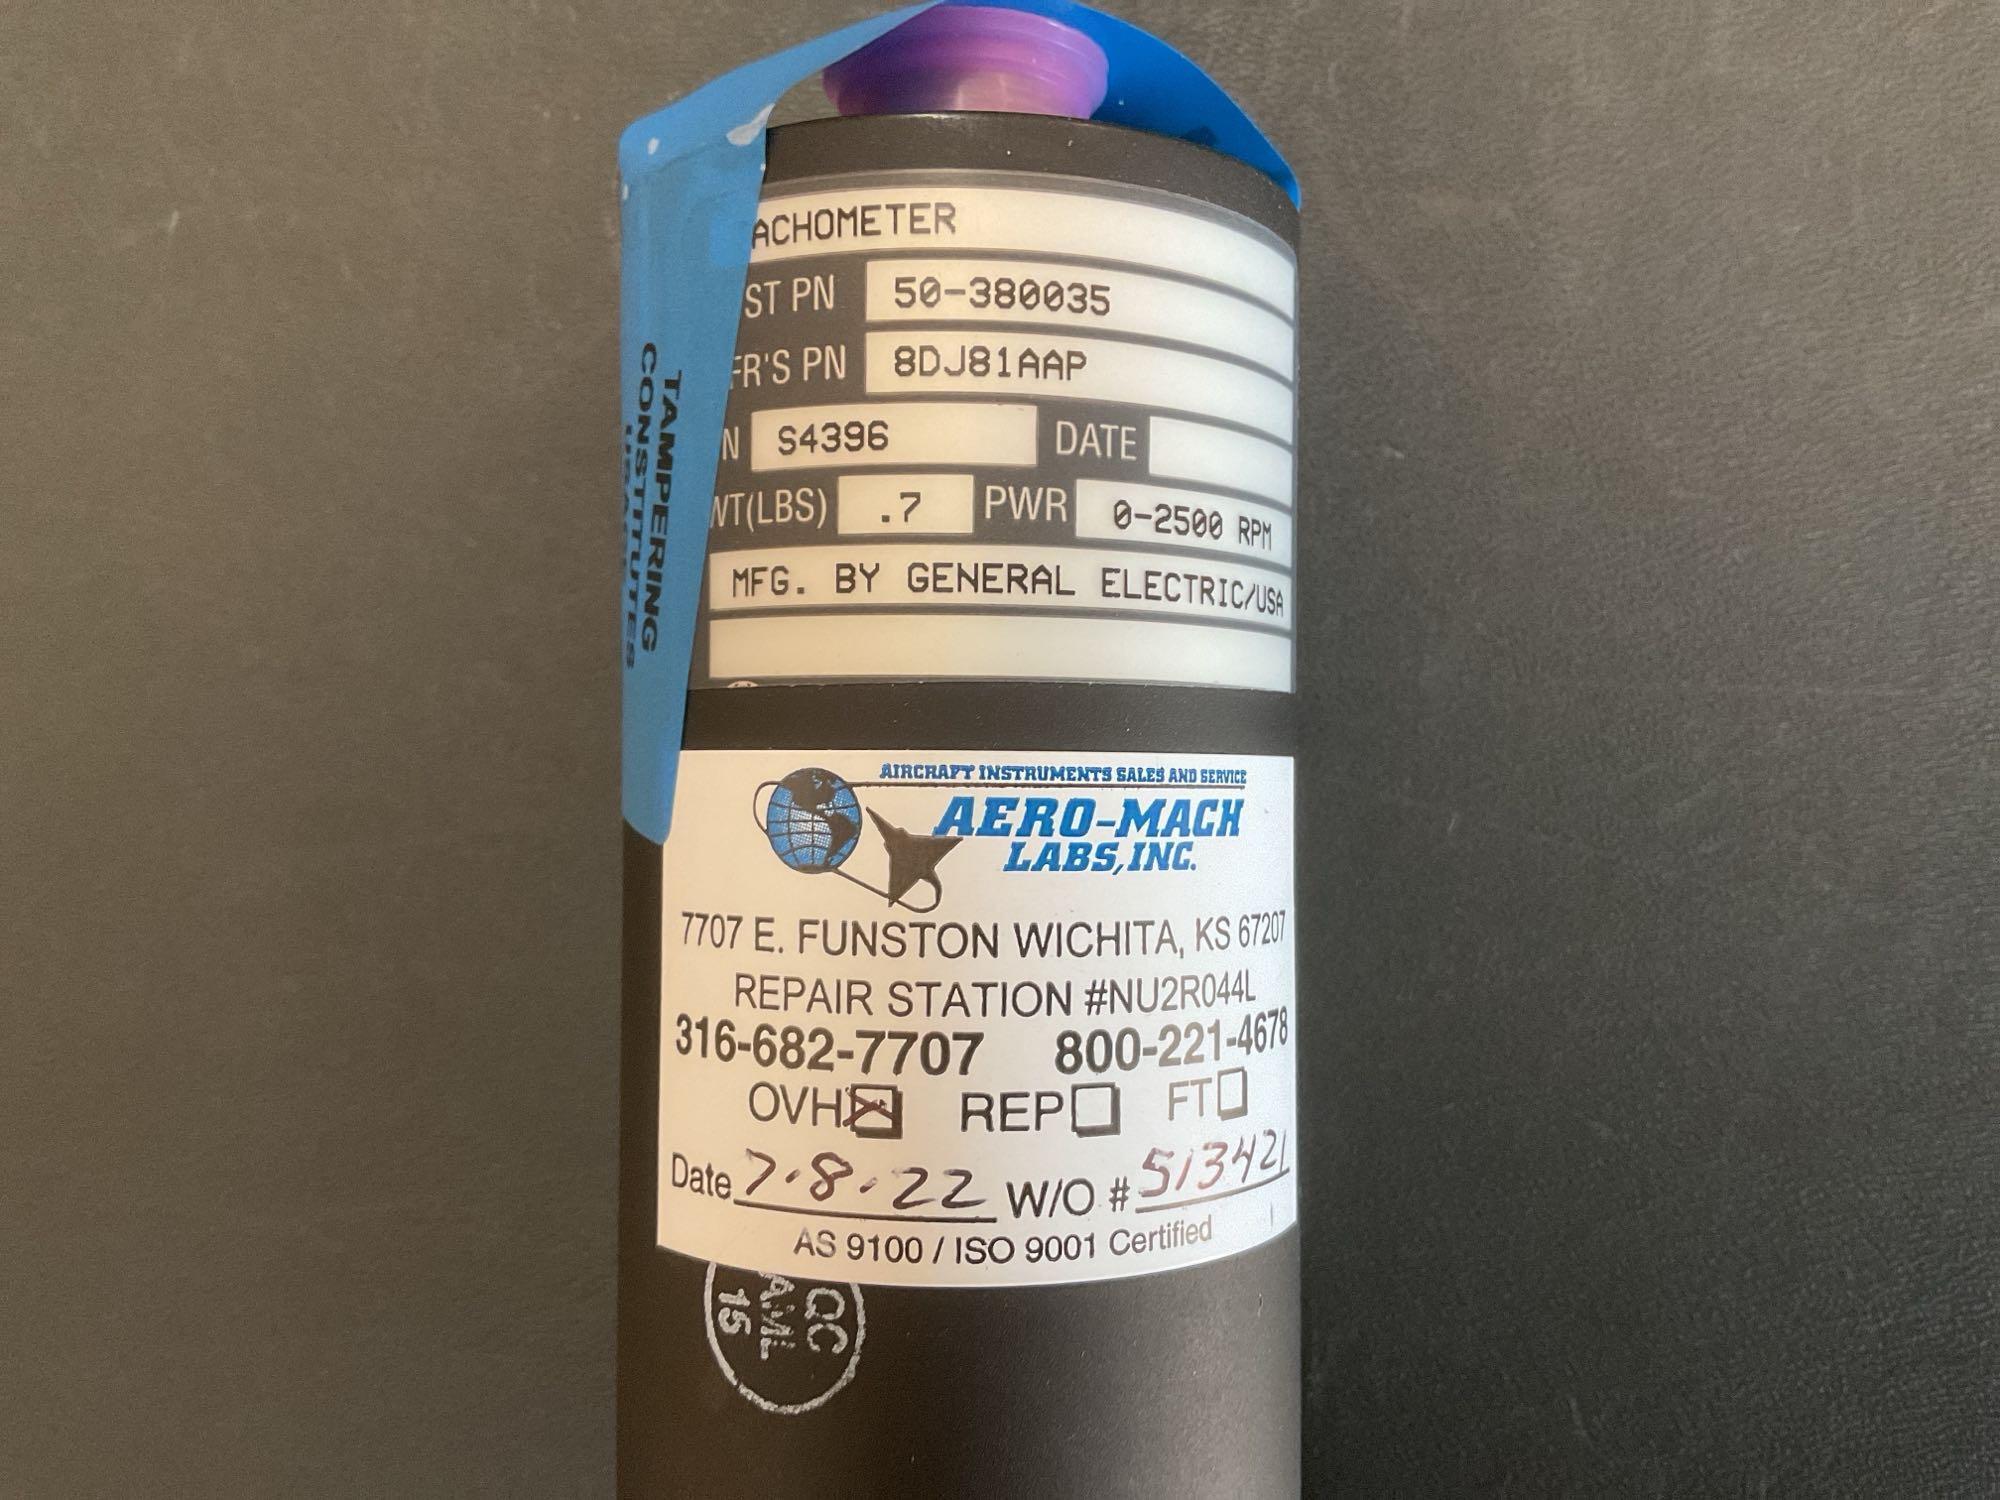 ACHOMETER
ST PN 50-380035
FR'S PN 8DJ81AAP
N S4396 DATE
WT(LBS) .7 PWR 0-2500 RPM
MFG. BY GENERAL ELECTRIC/USA
TAMPERING
CONSTITUTES
AIRCRAFT INSTRUMENTS SALES AND SERVICE
AERO-MACH
LABS, INC.
7707 E. FUNSTON WICHITA, KS 67207
REPAIR STATION #NU2R044L
316-682-7707 800-221-4678
OVH REP FT
Date 7.8.22 W/O # 513421
AS 9100 / ISO 9001 Certified
QC
AML
15